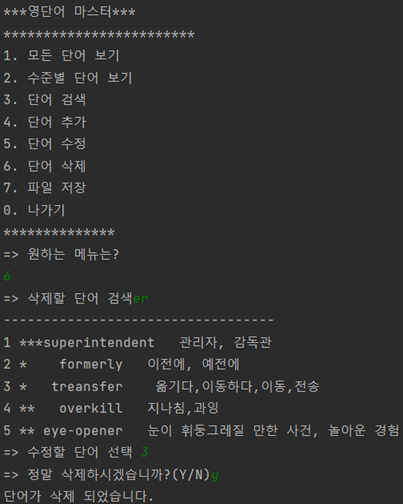 ***영단어 마스터***
************************
1. 모든 단어 보기
2. 수준별 단어 보기
3. 단어 검색
4. 단어 추가
5. 단어 수정
6. 단어 삭제
7. 파일 저장
0. 나가기
**************
=> 원하는 메뉴는?
6
=> 삭제할 단어 검색er
----------------------------------
1 ***superintendent   관리자, 감독관
2 *    formerly   이전에, 예전에
3 *   treansfer    옮기다,이동하다,이동,전송
4 **   overkill   지나침,과잉
5 ** eye-opener   눈이 휘둥그레질 만한 사건, 놀아운 경험
=> 수정할 단어 선택 3
=> 정말 삭제하시겠습니까?(Y/N)y
단어가 삭제 되었습니다.